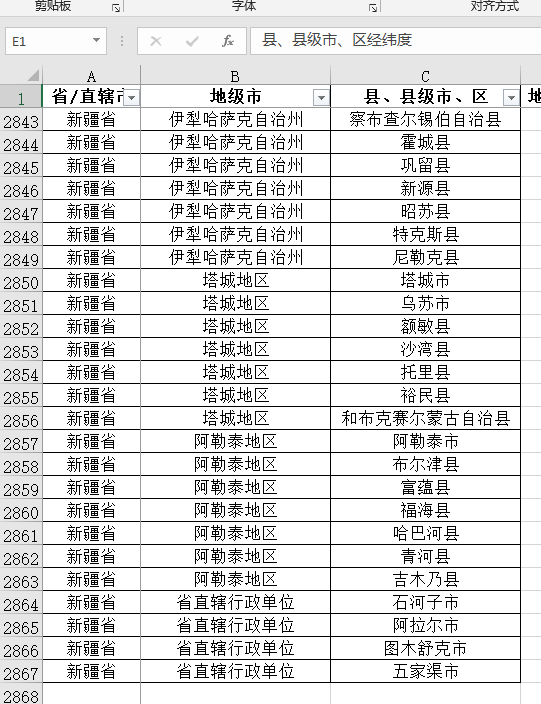 剪贴板 字体 对齐方式
E1 fx 县、县级市、区经纬度
A B C
1 省/直辖市 地级市 县、县级市、区
2843 新疆省 伊犁哈萨克自治州 察布查尔锡伯自治县
2844 新疆省 伊犁哈萨克自治州 霍城县
2845 新疆省 伊犁哈萨克自治州 巩留县
2846 新疆省 伊犁哈萨克自治州 新源县
2847 新疆省 伊犁哈萨克自治州 昭苏县
2848 新疆省 伊犁哈萨克自治州 特克斯县
2849 新疆省 伊犁哈萨克自治州 尼勒克县
2850 新疆省 塔城地区 塔城市
2851 新疆省 塔城地区 乌苏市
2852 新疆省 塔城地区 额敏县
2853 新疆省 塔城地区 沙湾县
2854 新疆省 塔城地区 托里县
2855 新疆省 塔城地区 裕民县
2856 新疆省 塔城地区 和布克赛尔蒙古自治县
2857 新疆省 阿勒泰地区 阿勒泰市
2858 新疆省 阿勒泰地区 布尔津县
2859 新疆省 阿勒泰地区 富蕴县
2860 新疆省 阿勒泰地区 福海县
2861 新疆省 阿勒泰地区 哈巴河县
2862 新疆省 阿勒泰地区 青河县
2863 新疆省 阿勒泰地区 吉木乃县
2864 新疆省 省直辖行政单位 石河子市
2865 新疆省 省直辖行政单位 阿拉尔市
2866 新疆省 省直辖行政单位 图木舒克市
2867 新疆省 省直辖行政单位 五家渠市
2868